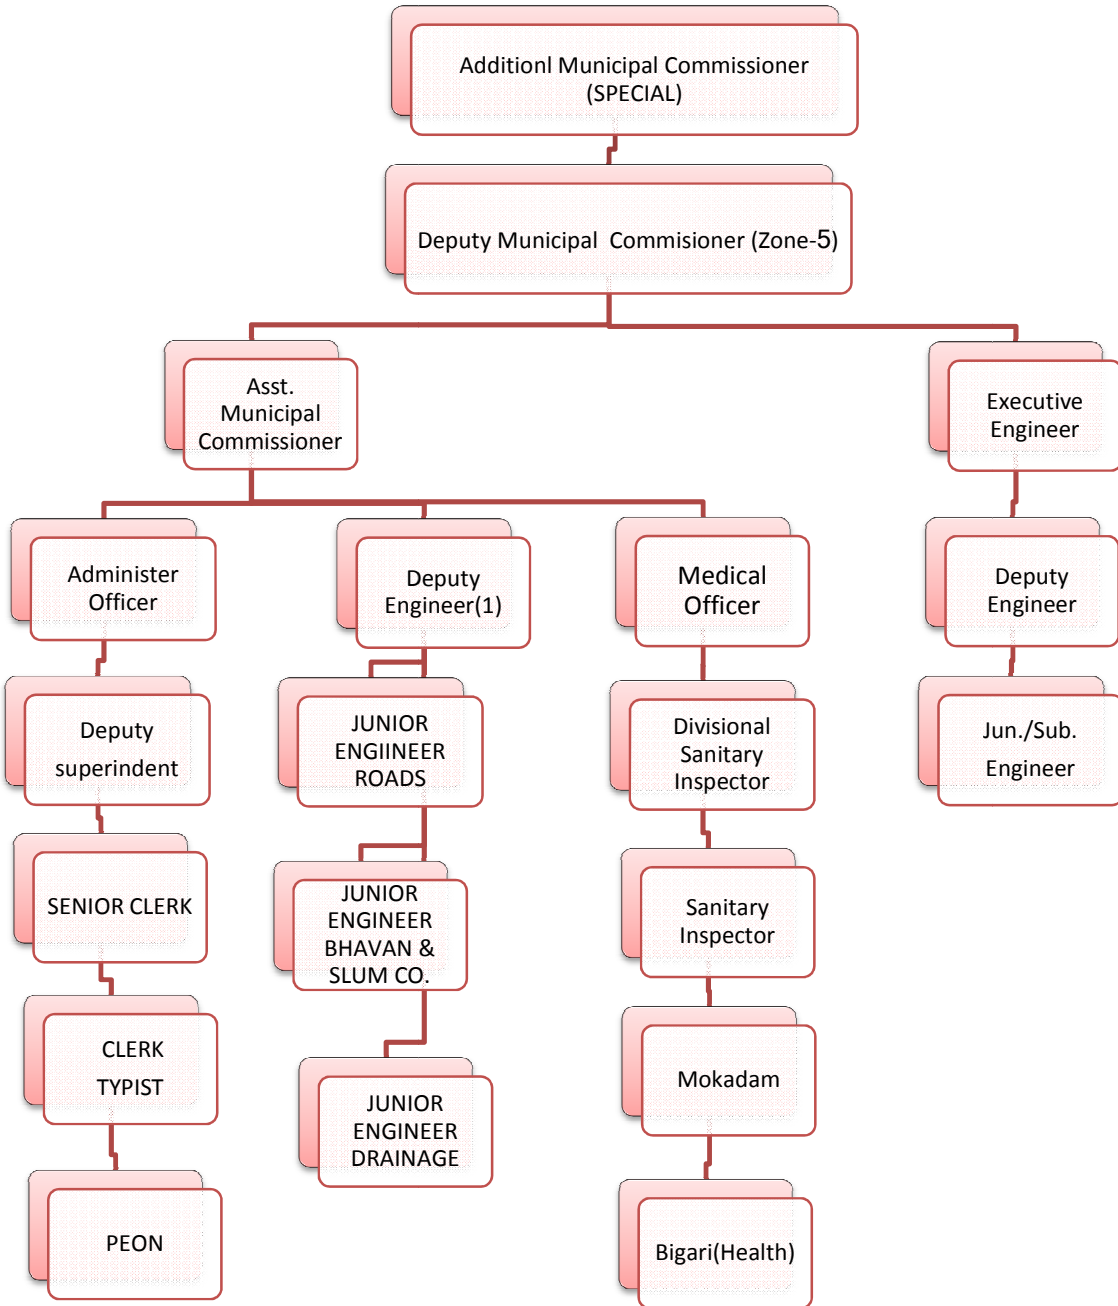 Additionl Municipal Commissioner
(SPECIAL)
Deputy Municipal Commisioner (Zone-5)
Asst.
Municipal
Commissioner
Executive
Engineer
Administer
Officer
Deputy
Engineer(1)
Medical
Officer
Deputy
Engineer
Deputy
superindent
JUNIOR
ENGIINEER
ROADS
Divisional
Sanitary
Inspector
Jun./Sub.
Engineer
SENIOR CLERK
JUNIOR
ENGINEER
BHAVAN &
SLUM CO.
Sanitary
Inspector
CLERK
TYPIST
JUNIOR
ENGINEER
DRAINAGE
Mokadam
PEON
Bigari(Health)